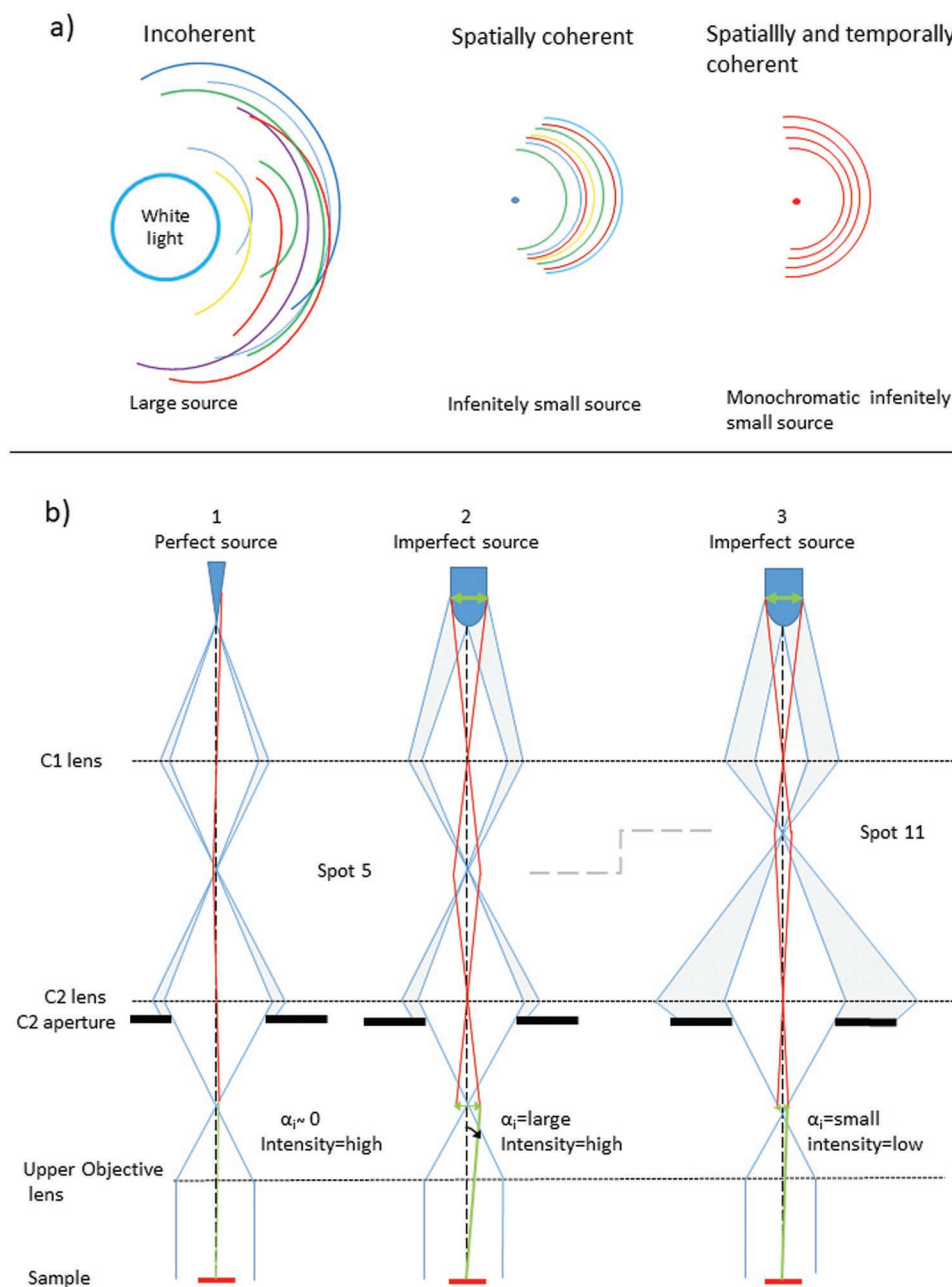 a)
Incoherent
Spatially coherent
Spatiallly and temporally
coherent
White
light
Large source
Infenitely small source
Monochromatic infenitely
small source
b)
1
Perfect source
2
Imperfect source
3
Imperfect source
C1 lens
Spot 5
Spot 11
C2 lens
C2 aperture
αi~ 0
Intensity=high
αi=large
Intensity=high
αi=small
intensity=low
Upper Objective
lens
Sample